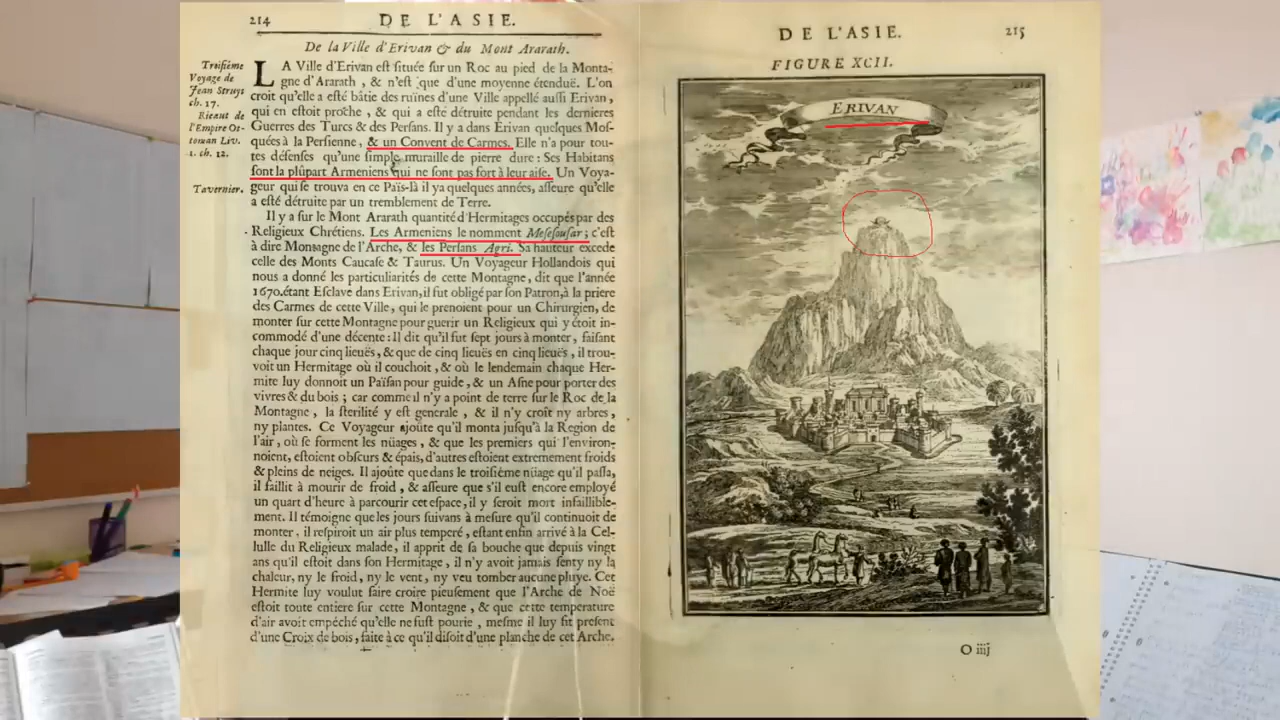 214
DE L'ASIE.
De la Ville d'Erivan & du Mont Ararath.
Troisiéme
Voyage de
Jean Struys
ch. 17.
Ricaut de
l'Empire Ot-
toman Liv.
1. ch. 12.
Tavernier.
LA Ville d'Erivan est située sur un Roc au pied de la Monta-
gne d'Ararath, & n'est que d'une moyenne étenduë. L'on
croit qu'elle a esté bâtie des ruïnes d'une Ville appellé aussi Erivan,
qui en estoit proche, & qui a esté détruite pendant les dernieres
Guerres des Turcs & des Persans. Il y a dans Erivan quelques Mos-
quées à la Persienne, & un Convent de Carmes. Elle n'a pour tou-
tes défenses qu'une simple muraille de pierre dure : Ses Habitans
sont la plûpart Armeniens qui ne sont pas fort à leur aise. Un Voya-
geur qui se trouva en ce Païs-là il ya quelques années, asseure qu'elle
a esté détruite par un tremblement de Terre.
Il y a sur le Mont Ararath quantité d'Hermitages occupés par des
Religieux Chrétiens. Les Armeniens le nomment Mesesousar ; c'est
à dire Montagne de l'Arche, & les Persans Agri. Sa hauteur excede
celle des Monts Caucase & Taurus. Un Voyageur Hollandois qui
nous a donné les particularités de cette Montagne, dit que l'année
1670. étant Esclave dans Erivan, il fut obligé par son Patron, à la priere
des Carmes de cette Ville, qui le prenoient pour un Chirurgien, de
monter sur cette Montagne pour guerir un Religieux qui y étoit in-
commodé d'une décente : Il dit qu'il fut sept jours à monter, faisant
chaque jour cinq lieuës, & que de cinq lieuës en cinq lieuës, il trou-
voit un Hermitage où il couchoit, & où le lendemain chaque Her-
mite luy donnoit un Païsan pour guide, & un Asne pour porter des
vivres & du bois ; car comme il n'y a point de terre sur le Roc de la
Montagne, la sterilité y est generale, & il n'y croît ny arbres,
ny plantes. Ce Voyageur ajoûte qu'il monta jusqu'à la Region de
l'air, où se forment les nüages, & que les premiers qui l'environ-
noient, estoient obscurs & épais, d'autres estoient extremement froids
& pleins de neiges. Il ajoûte que dans le troisiéme nüage qu'il passa,
il faillit à mourir de froid, & asseure que s'il eust encore employé
un quart d'heure à parcourir cet espace, il y seroit mort infaillible-
ment. Il témoigne que les jours suivans à mesure qu'il continuoit de
monter, il respiroit un air plus temperé, estant enfin arrivé à la Cel-
lulle du Religieux malade, il apprit de sa bouche que depuis vingt
ans qu'il estoit dans son Hermitage, il n'y avoit jamais senty ny la
chaleur, ny le froid, ny le vent, ny veu tomber aucune pluye. Cet
Hermite luy voulut faire croire pieusement que l'Arche de Noë
estoit toute entiere sur cette Montagne, & que cette temperature
d'air avoit empéché qu'elle ne fust pourie, mesme il luy fit present
d'une Croix de bois, faite à ce qu'il disoit d'une planche de cet Arche.
DE L'ASIE.
215
FIGURE XCII.
ERIVAN
O iiij